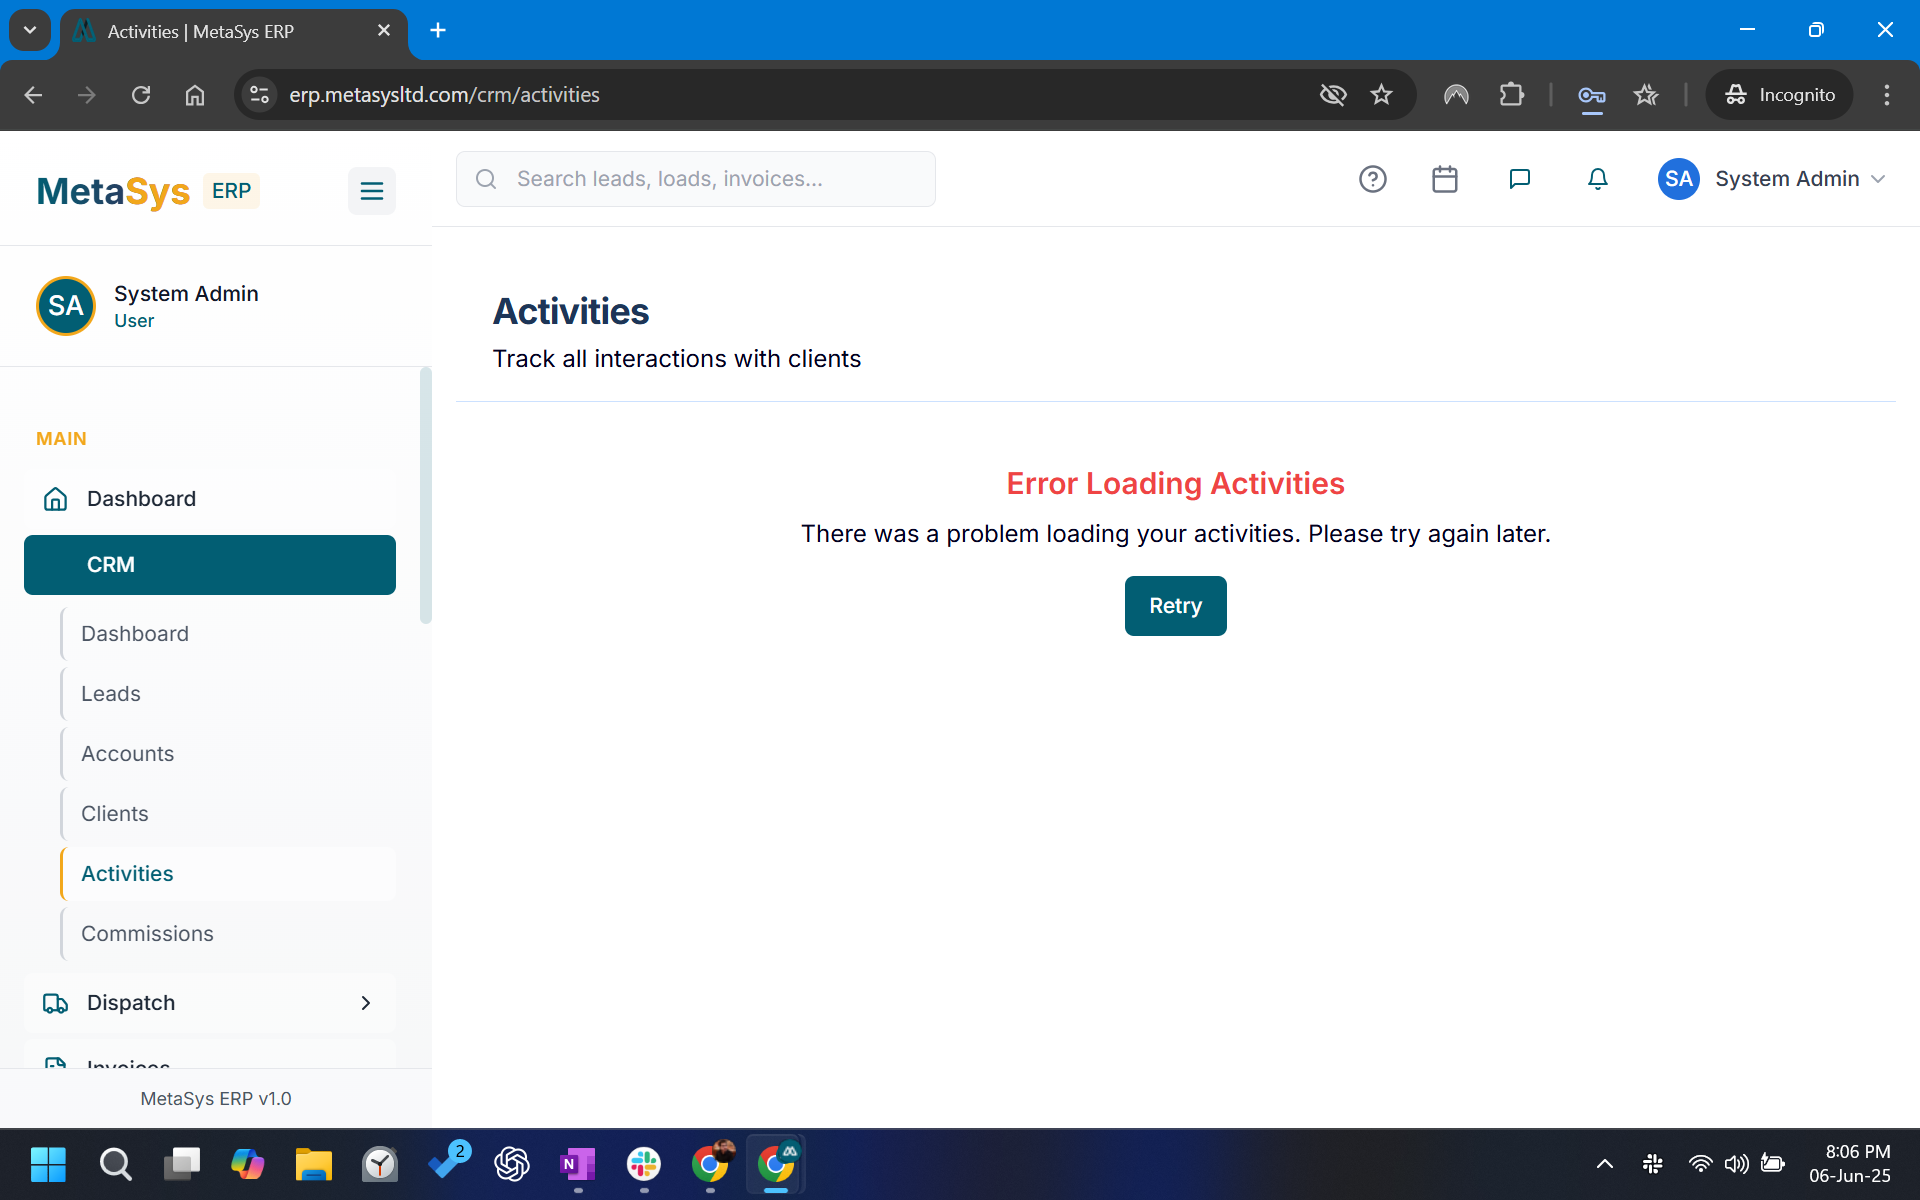 Activities | MetaSys ERP
erp.metasysltd.com/crm/activities
Incognito
MetaSys ERP
Search leads, loads, invoices...
SA System Admin
SA
System Admin
User
Activities
Track all interactions with clients
MAIN
Dashboard
CRM
Dashboard
Leads
Accounts
Clients
Activities
Commissions
Dispatch
Invoices
MetaSys ERP v1.0
Error Loading Activities
There was a problem loading your activities. Please try again later.
Retry
2
N
8:06 PM
06-Jun-25